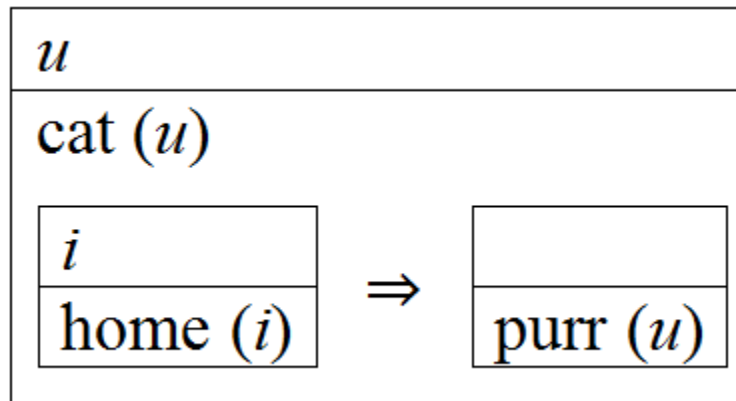 u
cat (u)
i
⇒
home (i) purr (u)